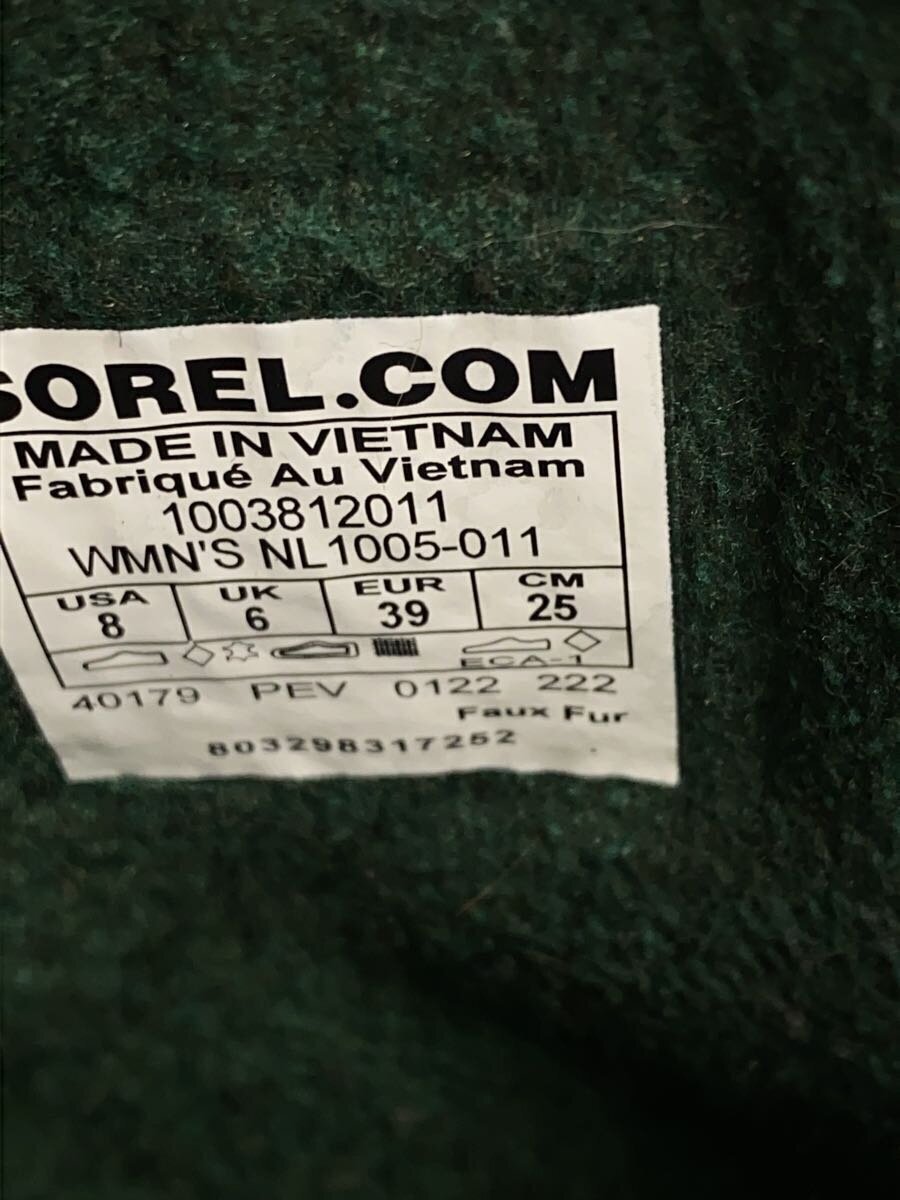 SOREL.COM
MADE IN VIETNAM
Fabriqué Au Vietnam
1003812011
WMN'S NL1005-011
USA UK EUR CM
8 6 39 25
ECA-1
40179 PEV 0122 222
Faux Fur
803298317252